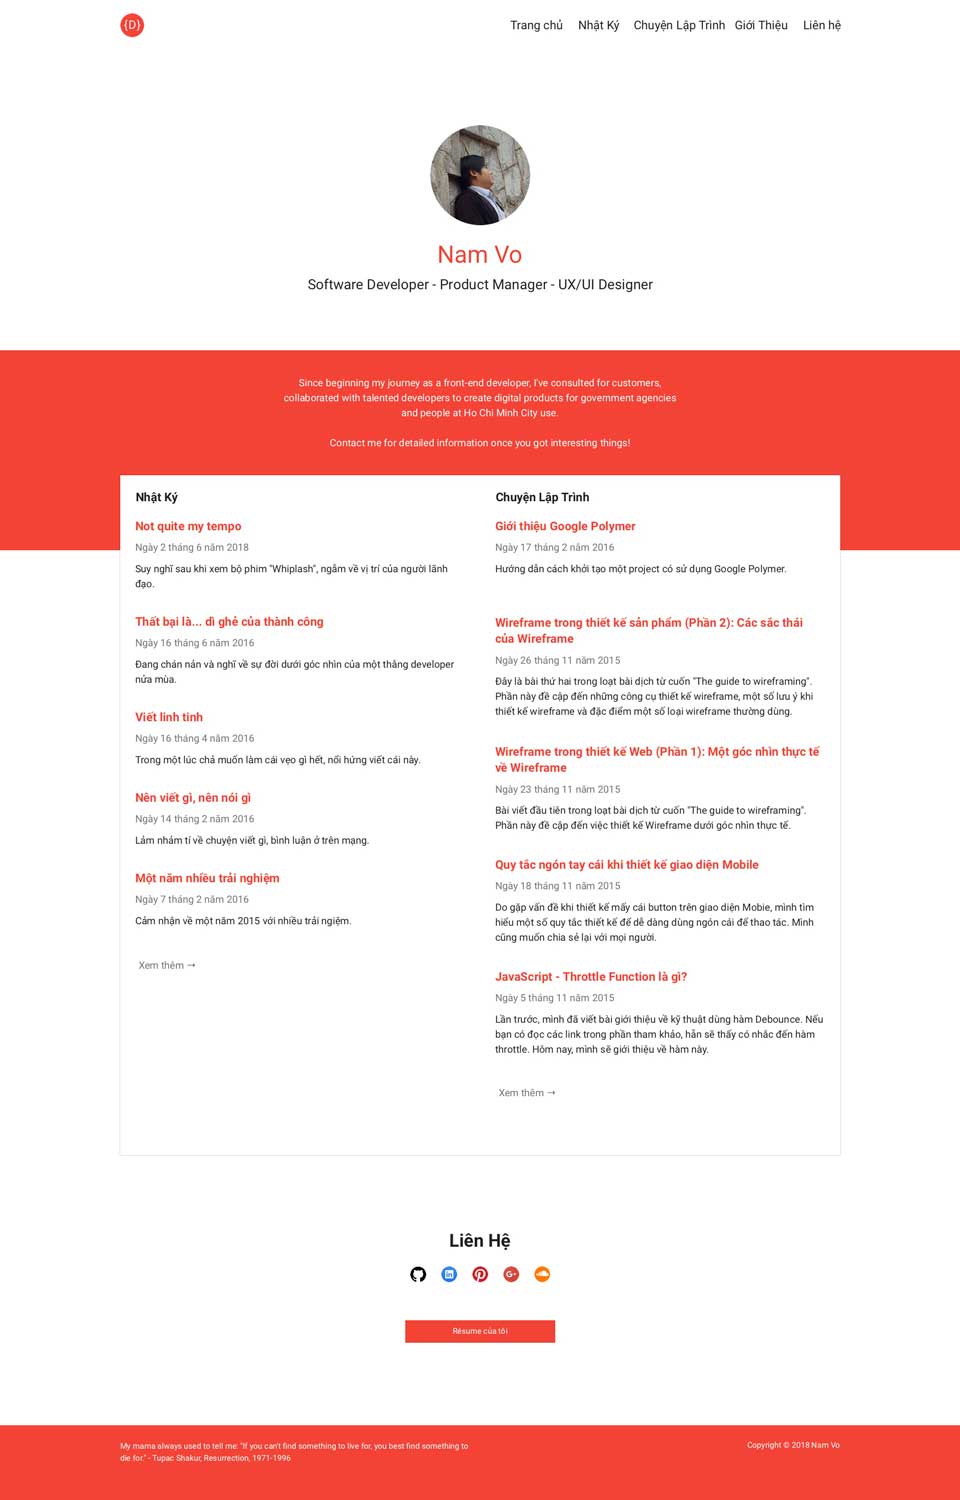 {D}
Trang chủ Nhật Ký Chuyện Lập Trình Giới Thiệu Liên hệ
Nam Vo
Software Developer - Product Manager - UX/UI Designer
Since beginning my journey as a front-end developer, I've consulted for customers,
collaborated with talented developers to create digital products for government agencies
and people at Ho Chi Minh City use.
Contact me for detailed information once you got interesting things!
Nhật Ký
Not quite my tempo
Ngày 2 tháng 6 năm 2018
Suy nghĩ sau khi xem bộ phim "Whiplash", ngẫm về vị trí của người lãnh
đạo.
Thất bại là... dì ghẻ của thành công
Ngày 16 tháng 6 năm 2016
Đang chán nản và nghĩ về sự đời dưới góc nhìn của một thằng developer
nửa mùa.
Viết linh tinh
Ngày 16 tháng 4 năm 2016
Trong một lúc chả muốn làm cái vẹo gì hết, nổi hứng viết cái này.
Nên viết gì, nên nói gì
Ngày 14 tháng 2 năm 2016
Lảm nhảm tí về chuyện viết gì, bình luận ở trên mạng.
Một năm nhiều trải nghiệm
Ngày 7 tháng 2 năm 2016
Cảm nhận về một năm 2015 với nhiều trải ngiệm.
Xem thêm →
Chuyện Lập Trình
Giới thiệu Google Polymer
Ngày 17 tháng 2 năm 2016
Hướng dẫn cách khởi tạo một project có sử dụng Google Polymer.
Wireframe trong thiết kế sản phẩm (Phần 2): Các sắc thái
của Wireframe
Ngày 26 tháng 11 năm 2015
Đây là bài thứ hai trong loạt bài dịch từ cuốn "The guide to wireframing".
Phần này đề cập đến những công cụ thiết kế wireframe, một số lưu ý khi
thiết kế wireframe và đặc điểm một số loại wireframe thường dùng.
Wireframe trong thiết kế Web (Phần 1): Một góc nhìn thực tế
về Wireframe
Ngày 23 tháng 11 năm 2015
Bài viết đầu tiên trong loạt bài dịch từ cuốn "The guide to wireframing".
Phần này đề cập đến việc thiết kế Wireframe dưới góc nhìn thực tế.
Quy tắc ngón tay cái khi thiết kế giao diện Mobile
Ngày 18 tháng 11 năm 2015
Do gặp vấn đề khi thiết kế mấy cái button trên giao diện Mobie, mình tìm
hiểu một số quy tắc thiết kế để dễ dàng dùng ngón cái để thao tác. Mình
cũng muốn chia sẻ lại với mọi người.
JavaScript - Throttle Function là gì?
Ngày 5 tháng 11 năm 2015
Lần trước, mình đã viết bài giới thiệu về kỹ thuật dùng hàm Debounce. Nếu
bạn có đọc các link trong phần tham khảo, hẳn sẽ thấy có nhắc đến hàm
throttle. Hôm nay, mình sẽ giới thiệu về hàm này.
Xem thêm →
Liên Hệ
Résume của tôi
My mama always used to tell me: "If you can't find something to live for, you best find something to
die for." - Tupac Shakur, Resurrection, 1971-1996
Copyright © 2018 Nam Vo